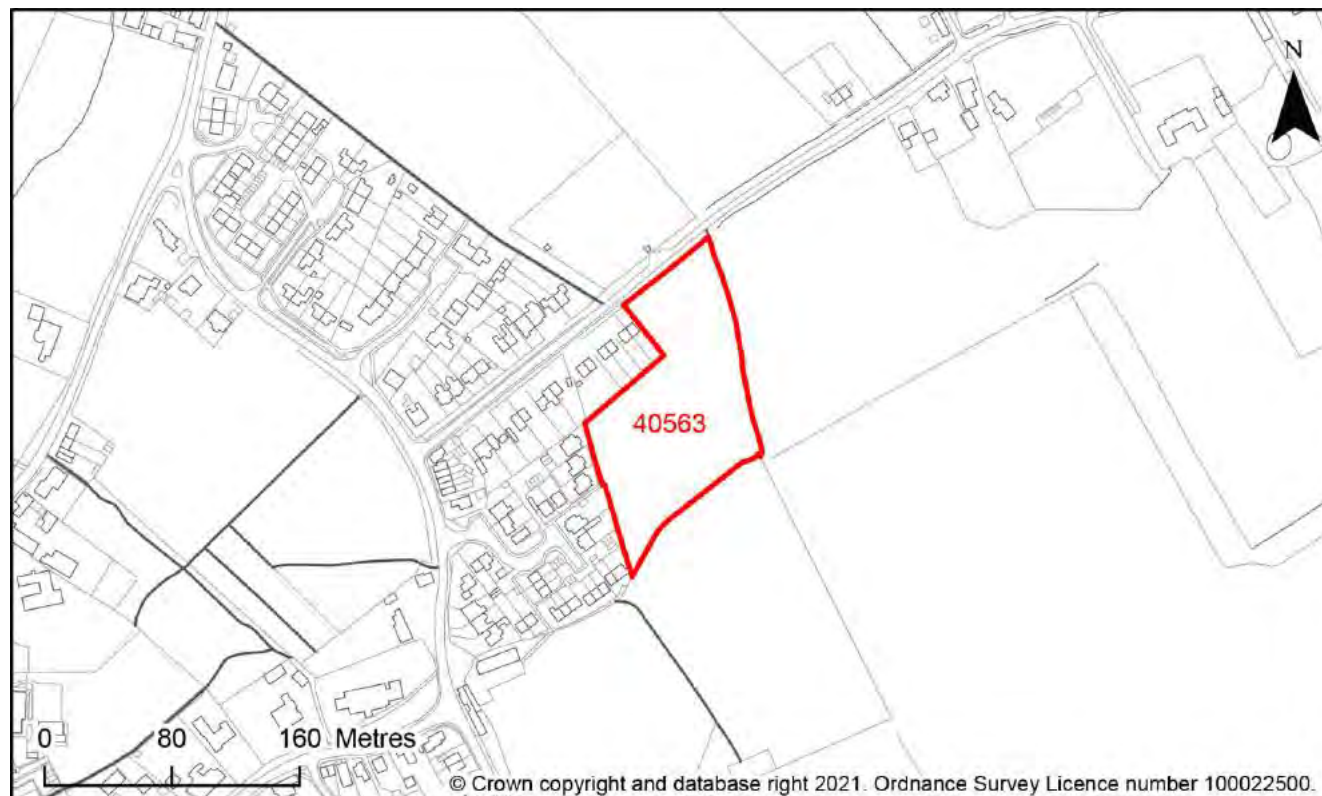 N
40563
0 80 160 Metres
© Crown copyright and database right 2021. Ordnance Survey Licence number 100022500.